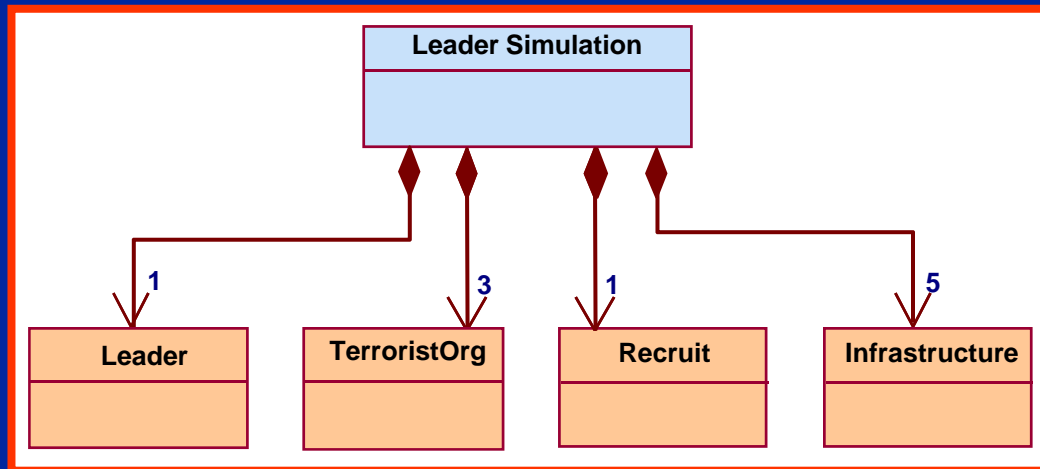 Leader Simulation
1
3
1
5
Leader
TerroristOrg
Recruit
Infrastructure